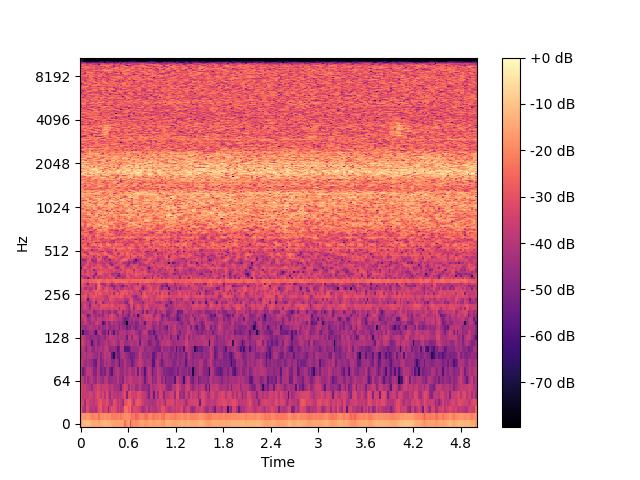 8192
4096
2048
1024
512
256
128
64
0
Hz
0 0.6 1.2 1.8 2.4 3 3.6 4.2 4.8
Time
+0 dB
-10 dB
-20 dB
-30 dB
-40 dB
-50 dB
-60 dB
-70 dB